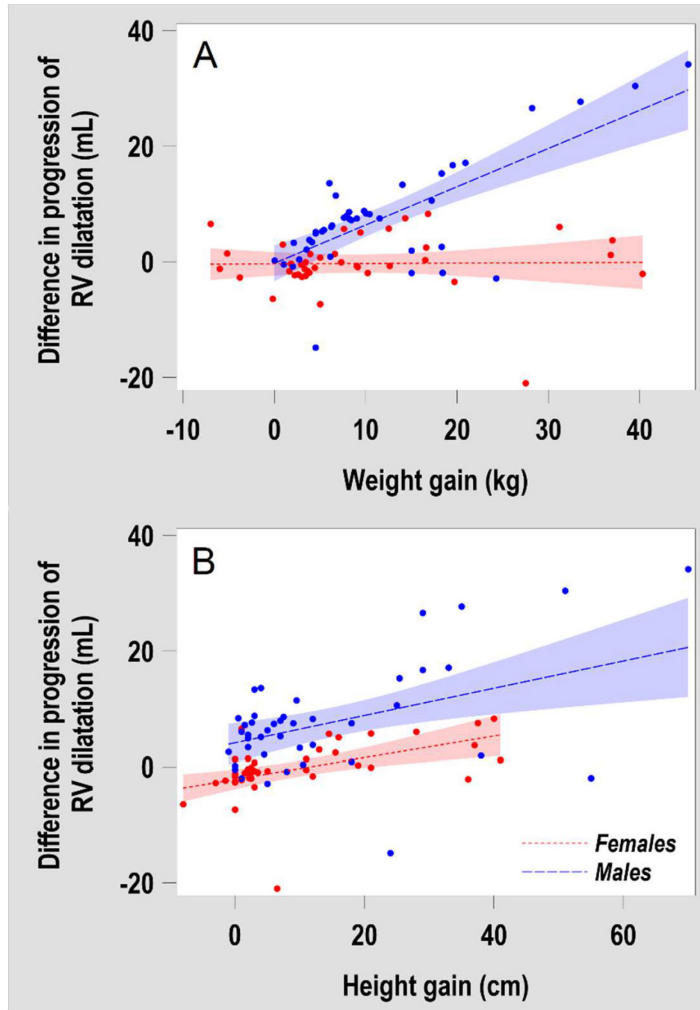 A
40
20
0
-20
Difference in progression of
RV dilatation (mL)
-10 0 10 20 30 40
Weight gain (kg)
B
40
20
0
-20
Difference in progression of
RV dilatation (mL)
Females
Males
0 20 40 60
Height gain (cm)